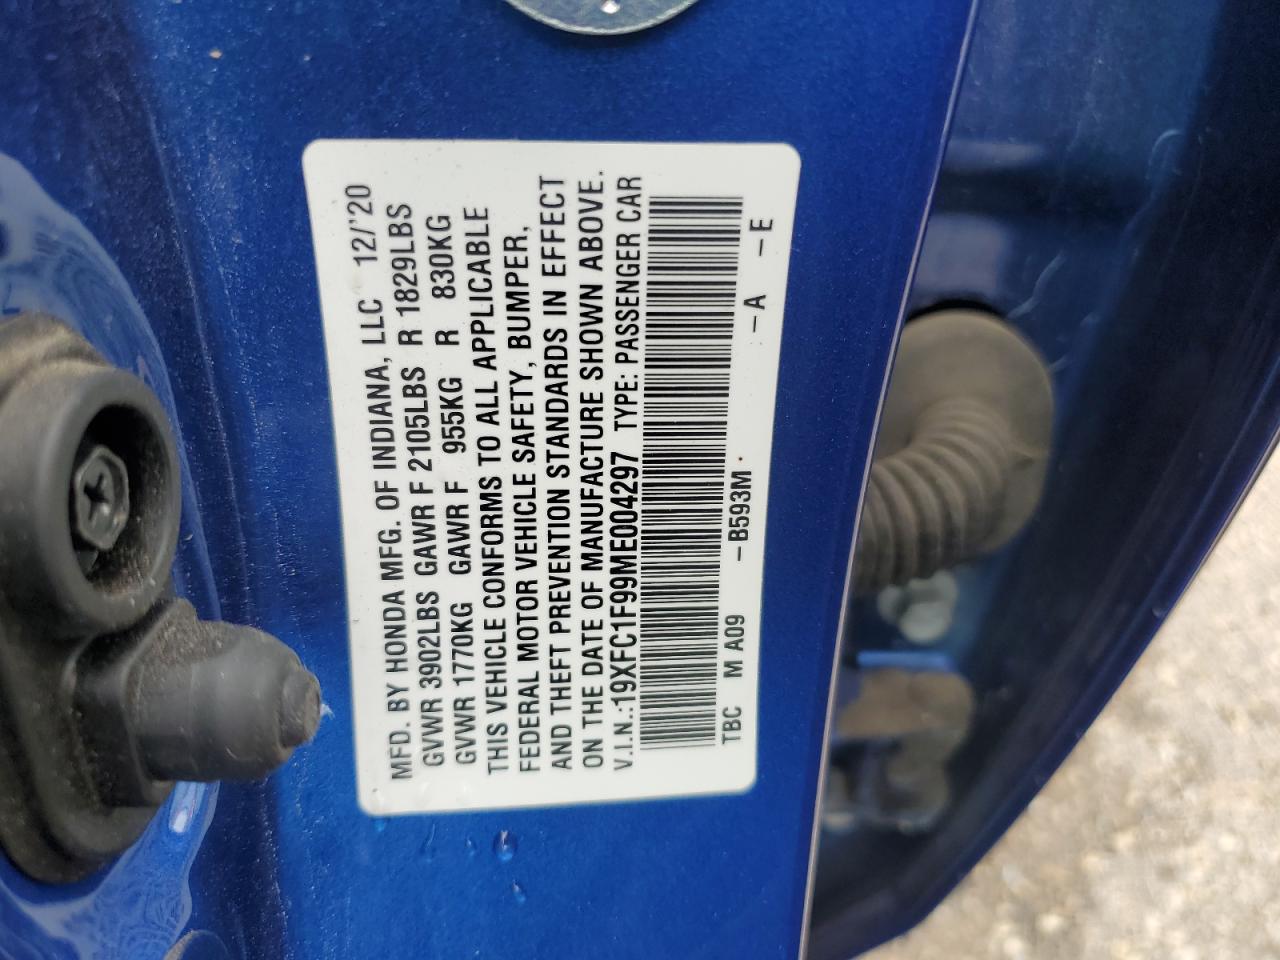 MFD. BY HONDA MFG. OF INDIANA, LLC 12/'20
GVWR 3902LBS GAWR F 2105LBS R 1829LBS
GVWR 1770KG GAWR F 955KG R 830KG
THIS VEHICLE CONFORMS TO ALL APPLICABLE
FEDERAL MOTOR VEHICLE SAFETY, BUMPER,
AND THEFT PREVENTION STANDARDS IN EFFECT
ON THE DATE OF MANUFACTURE SHOWN ABOVE.
V.I.N.:19XFC1F99ME004297 TYPE: PASSENGER CAR
TBC M A09 –B593M –A –E